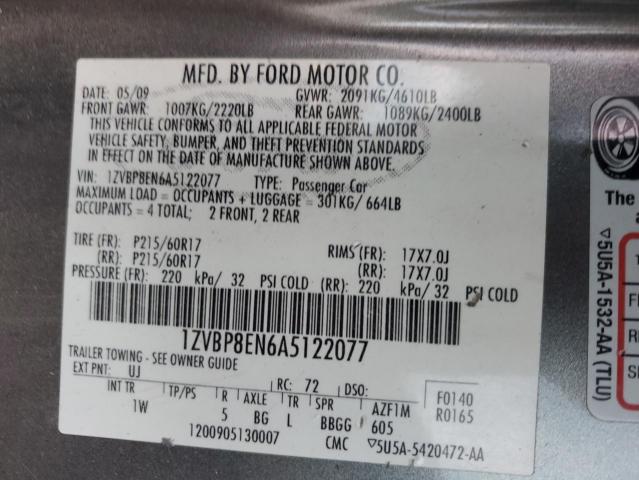 MFD. BY FORD MOTOR CO.
DATE: 05/09 GVWR: 2091KG/4610LB
FRONT GAWR: 1007KG/2220LB REAR GAWR: 1089KG/2400LB
THIS VEHICLE CONFORMS TO ALL APPLICABLE FEDERAL MOTOR
VEHICLE SAFETY, BUMPER, AND THEFT PREVENTION STANDARDS
IN EFFECT ON THE DATE OF MANUFACTURE SHOWN ABOVE.
VIN: 1ZVBP8EN6A5122077 TYPE: Passenger Car
MAXIMUM LOAD = OCCUPANTS + LUGGAGE = 301KG/ 664LB
OCCUPANTS = 4 TOTAL; 2 FRONT, 2 REAR
TIRE (FR): P215/60R17 RIMS (FR): 17X7.0J
(RR): P215/60R17 (RR): 17X7.0J
PRESSURE (FR): 220 kPa/ 32 PSI COLD (RR): 220 kPa/ 32 PSI COLD
1ZVBP8EN6A5122077
TRAILER TOWING - SEE OWNER GUIDE
EXT PNT: UJ RC: 72 DSO: F0140
INT TR TP/PS R AXLE TR SPR AZF1M R0165
1W 5 BG L BBGG 605
1200905130007 CMC ▽5U5A-5420472-AA
The
▽5U5A-1532-AA (TLU)